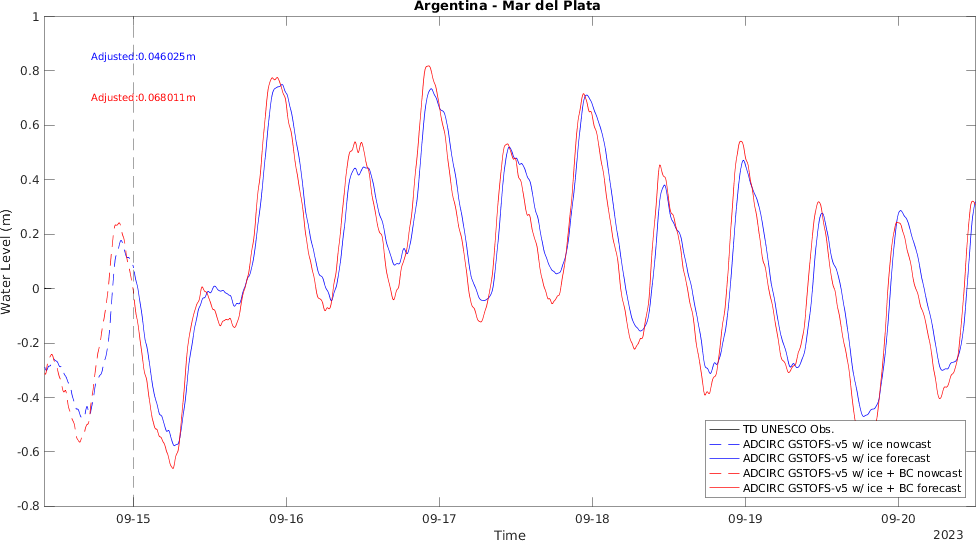 Argentina - Mar del Plata
Adjusted:0.046025m
Adjusted:0.068011m
Water Level (m)
1
0.8
0.6
0.4
0.2
0
-0.2
-0.4
-0.6
-0.8
TD UNESCO Obs.
ADCIRC GSTOFS-v5 w/ ice nowcast
ADCIRC GSTOFS-v5 w/ ice forecast
ADCIRC GSTOFS-v5 w/ ice + BC nowcast
ADCIRC GSTOFS-v5 w/ ice + BC forecast
09-15 09-16 09-17 09-18 09-19 09-20
Time
2023